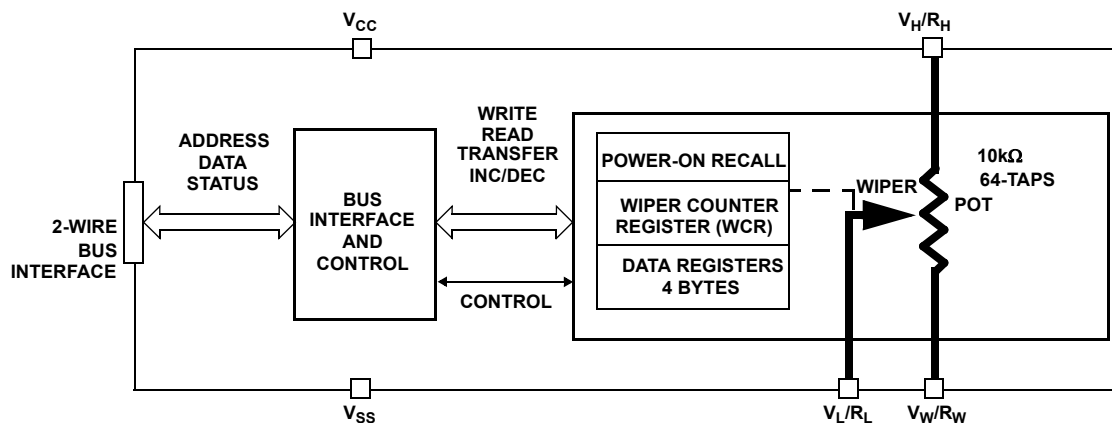 VCC
VH/RH
ADDRESS
DATA
STATUS
WRITE
READ
TRANSFER
INC/DEC
2-WIRE
BUS
INTERFACE
BUS
INTERFACE
AND
CONTROL
CONTROL
POWER-ON RECALL
WIPER COUNTER
REGISTER (WCR)
DATA REGISTERS
4 BYTES
WIPER
10kΩ
64-TAPS
POT
VSS
VL/RL
VW/RW